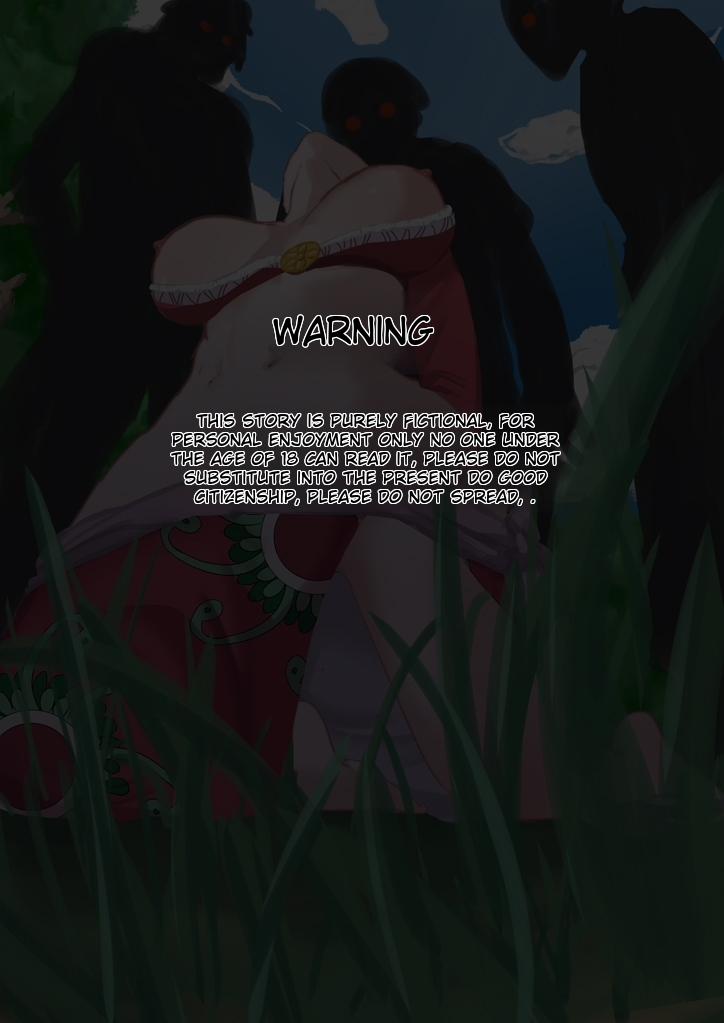 WARNING
THIS STORY IS PURELY FICTIONAL, FOR
PERSONAL ENJOYMENT ONLY NO ONE UNDER
THE AGE OF 18 CAN READ IT, PLEASE DO NOT
SUBSTITUTE INTO THE PRESENT DO GOOD
CITIZENSHIP, PLEASE DO NOT SPREAD, .